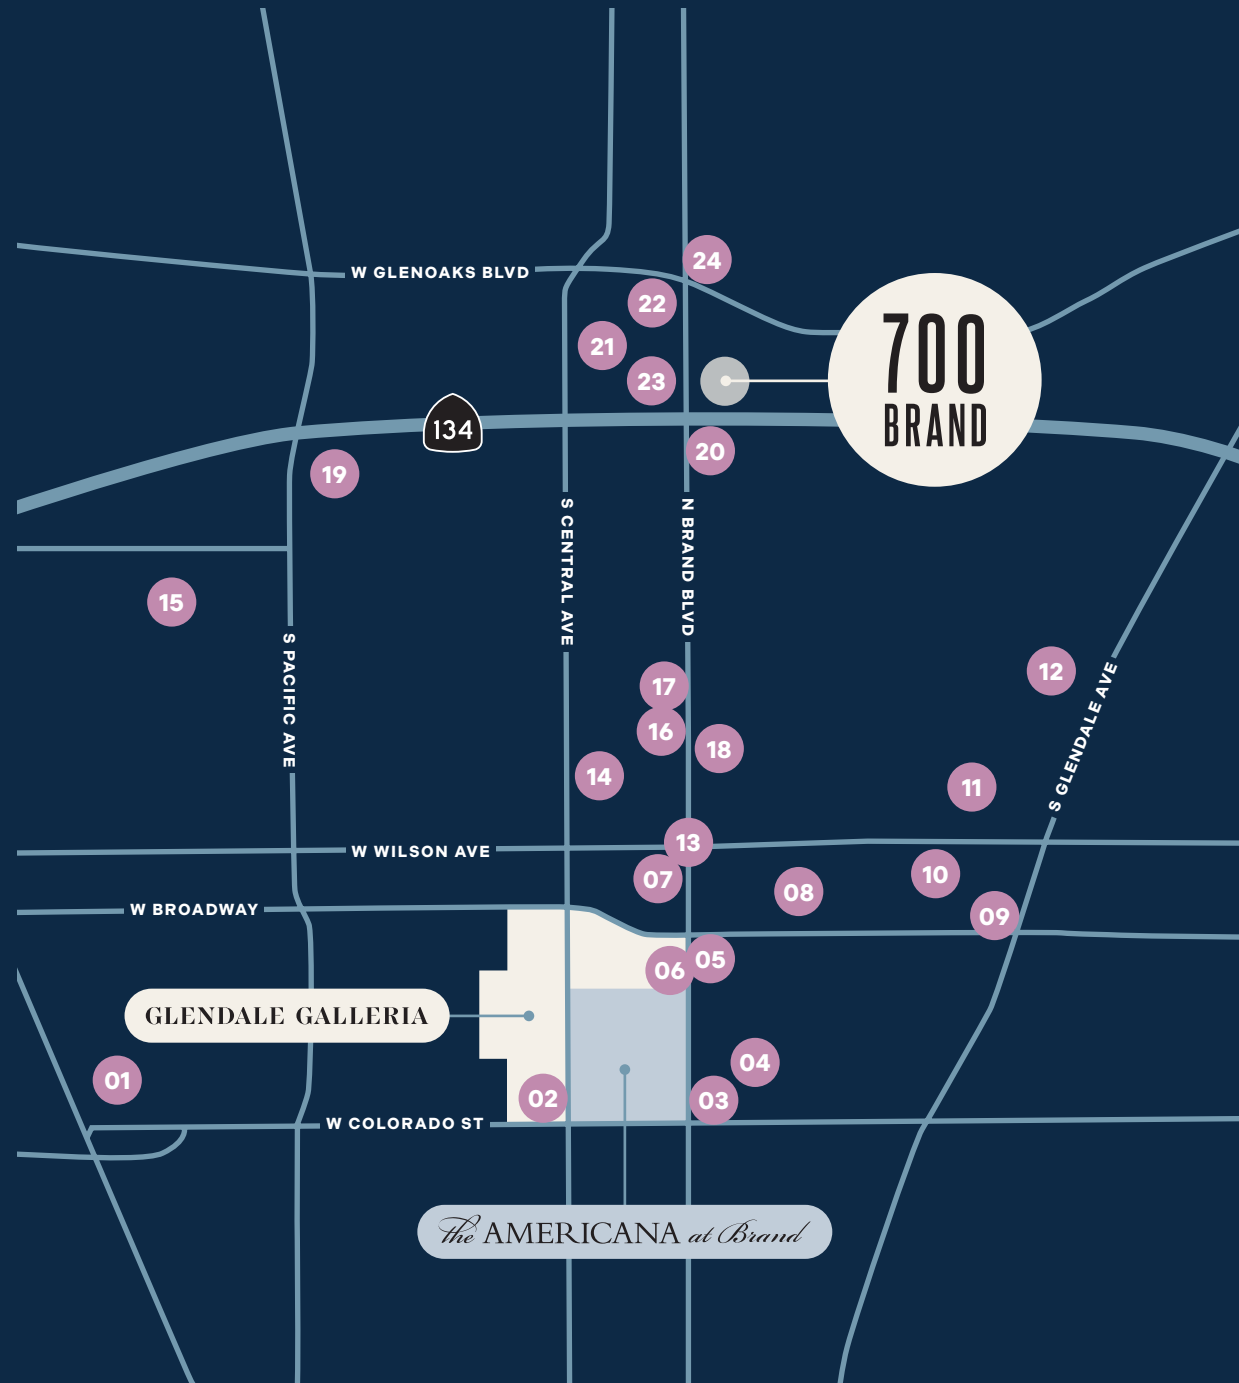 24
W GLENOAKS BLVD
22
700
BRAND
21
23
134
20
19
S CENTRAL AVE
N BRAND BLVD
15
S PACIFIC AVE
12
S GLENDALE AVE
17
16
18
14
11
13
W WILSON AVE
07
10
08
W BROADWAY
09
05
06
GLENDALE GALLERIA
04
01
02
03
W COLORADO ST
the AMERICANA at Brand